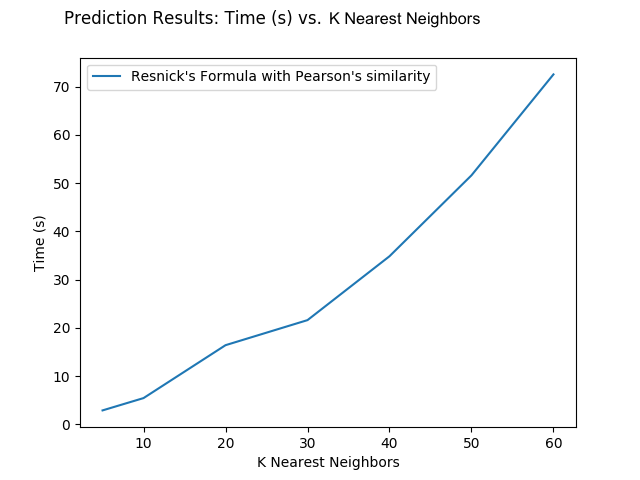 Prediction Results: Time (s) vs. K Nearest Neighbors
Resnick's Formula with Pearson's similarity
70
60
50
40
30
20
10
0
Time (s)
10 20 30 40 50 60
K Nearest Neighbors